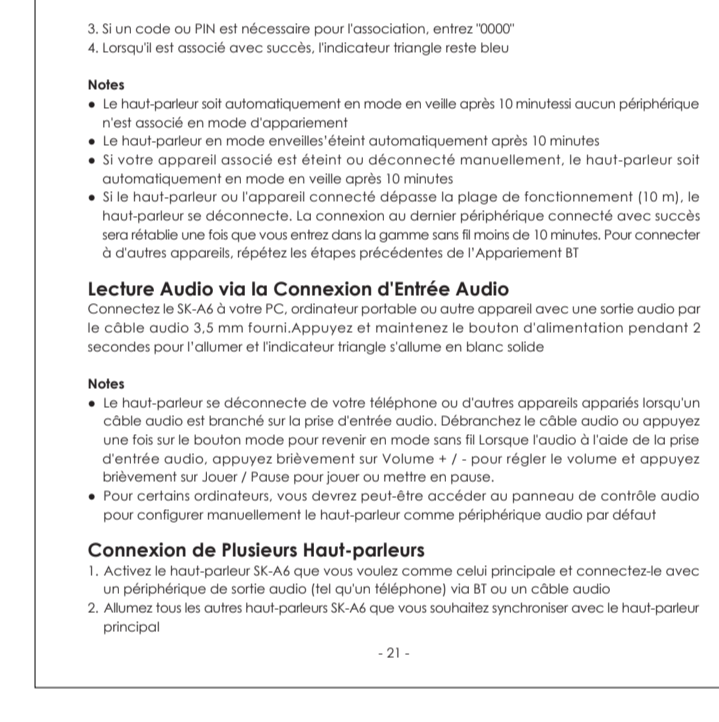 3. Si un code ou PIN est nécessaire pour l'association, entrez "0000"
4. Lorsqu'il est associé avec succès, l'indicateur triangle reste bleu
Notes
● Le haut-parleur soit automatiquement en mode en veille après 10 minutessi aucun périphérique
n'est associé en mode d'appariement
● Le haut-parleur en mode enveilles'éteint automatiquement après 10 minutes
● Si votre appareil associé est éteint ou déconnecté manuellement, le haut-parleur soit
automatiquement en mode en veille après 10 minutes
● Si le haut-parleur ou l'appareil connecté dépasse la plage de fonctionnement (10 m), le
haut-parleur se déconnecte. La connexion au dernier périphérique connecté avec succès
sera rétablie une fois que vous entrez dans la gamme sans fil moins de 10 minutes. Pour connecter
à d'autres appareils, répétez les étapes précédentes de l'Appariement BT
Lecture Audio via la Connexion d'Entrée Audio
Connectez le SK-A6 à votre PC, ordinateur portable ou autre appareil avec une sortie audio par
le câble audio 3,5 mm fourni.Appuyez et maintenez le bouton d'alimentation pendant 2
secondes pour l'allumer et l'indicateur triangle s'allume en blanc solide
Notes
● Le haut-parleur se déconnecte de votre téléphone ou d'autres appareils appariés lorsqu'un
câble audio est branché sur la prise d'entrée audio. Débranchez le câble audio ou appuyez
une fois sur le bouton mode pour revenir en mode sans fil Lorsque l'audio à l'aide de la prise
d'entrée audio, appuyez brièvement sur Volume + / - pour régler le volume et appuyez
brièvement sur Jouer / Pause pour jouer ou mettre en pause.
● Pour certains ordinateurs, vous devrez peut-être accéder au panneau de contrôle audio
pour configurer manuellement le haut-parleur comme périphérique audio par défaut
Connexion de Plusieurs Haut-parleurs
1. Activez le haut-parleur SK-A6 que vous voulez comme celui principale et connectez-le avec
un périphérique de sortie audio (tel qu'un téléphone) via BT ou un câble audio
2. Allumez tous les autres haut-parleurs SK-A6 que vous souhaitez synchroniser avec le haut-parleur
principal
- 21 -